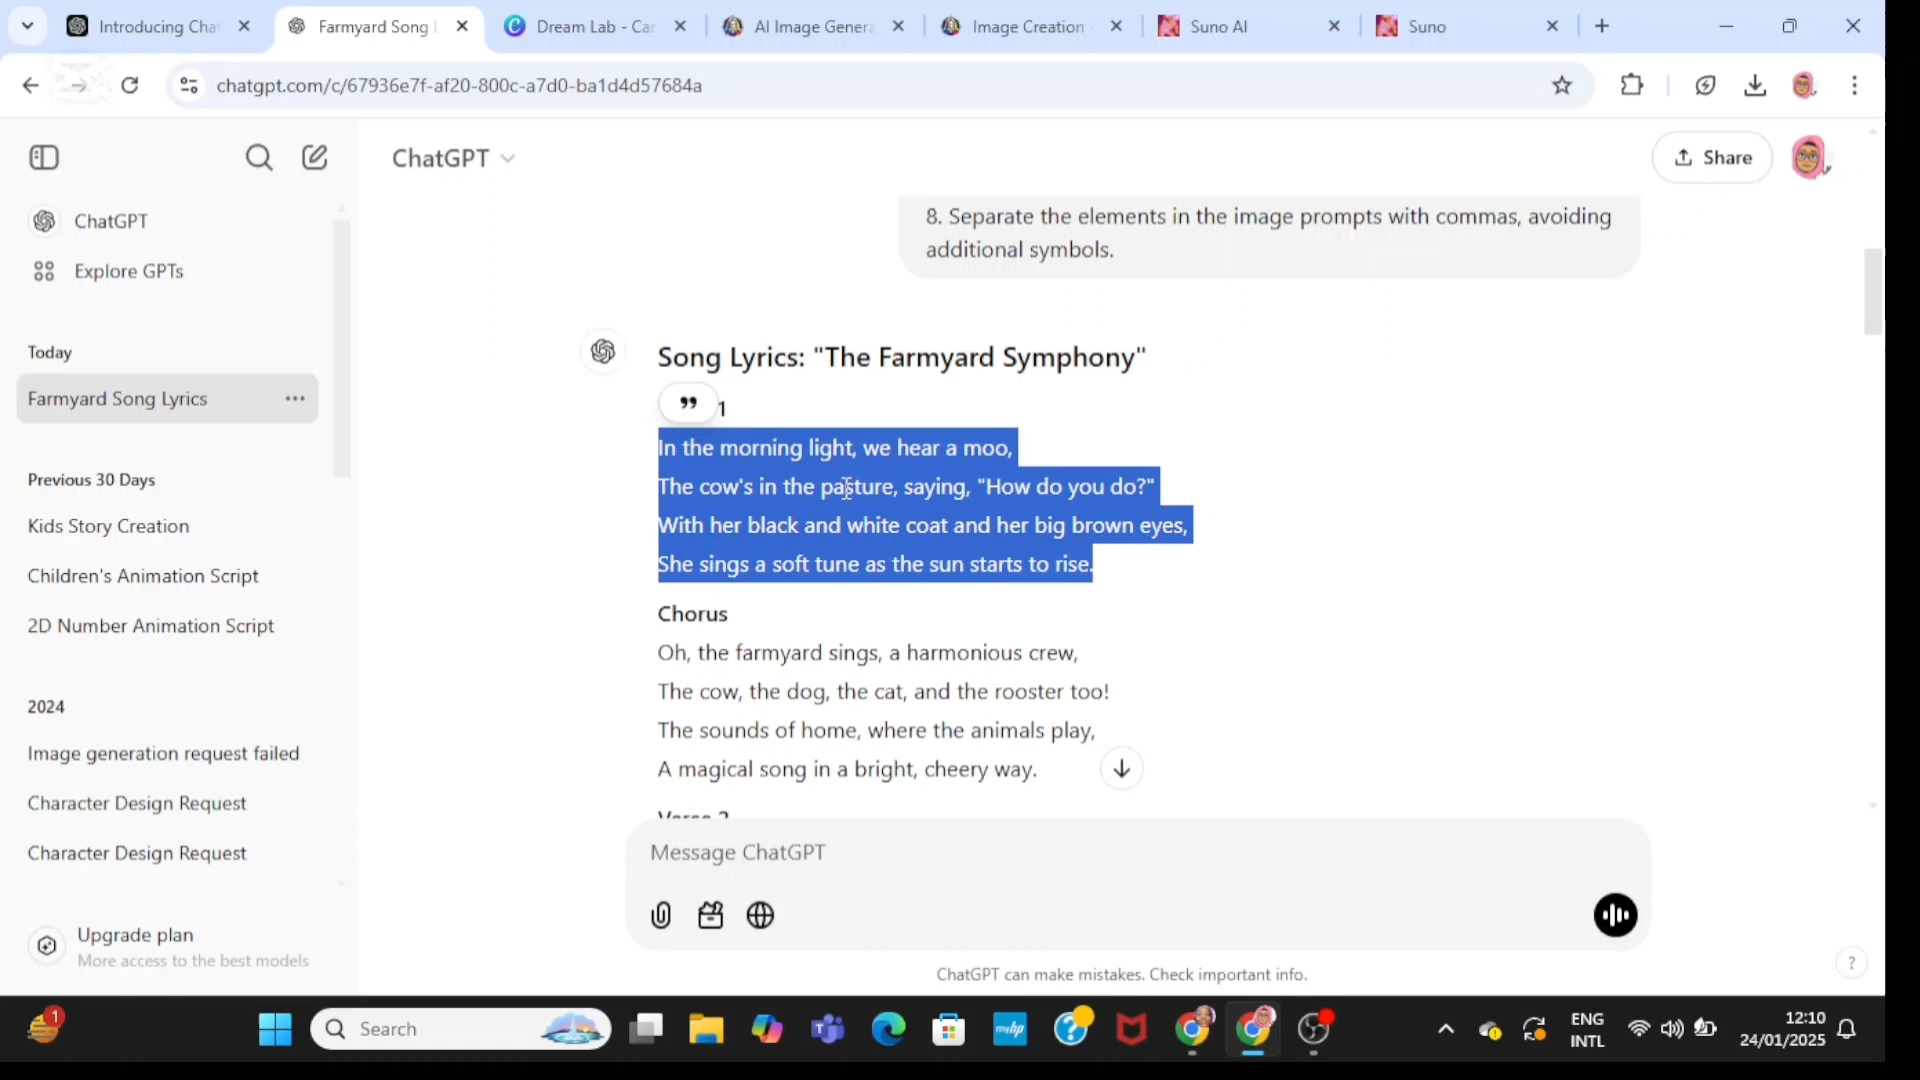 Introducing Cha
Farmyard Song L
Dream Lab - Can
AI Image Genera
Image Creation
Suno AI
Suno
chatgpt.com/c/67936e7f-af20-800c-a7d0-ba1d4d57684a
ChatGPT
Share
ChatGPT
Explore GPTs
Today
Farmyard Song Lyrics
Previous 30 Days
Kids Story Creation
Children's Animation Script
2D Number Animation Script
2024
Image generation request failed
Character Design Request
Character Design Request
Upgrade plan
More access to the best models
8. Separate the elements in the image prompts with commas, avoiding
additional symbols.
Song Lyrics: "The Farmyard Symphony"
1
In the morning light, we hear a moo,
The cow's in the pasture, saying, "How do you do?"
With her black and white coat and her big brown eyes,
She sings a soft tune as the sun starts to rise.
Chorus
Oh, the farmyard sings, a harmonious crew,
The cow, the dog, the cat, and the rooster too!
The sounds of home, where the animals play,
A magical song in a bright, cheery way.
Verse 2
Message ChatGPT
ChatGPT can make mistakes. Check important info.
?
1
Search
myhp
ENG
INTL
12:10
24/01/2025